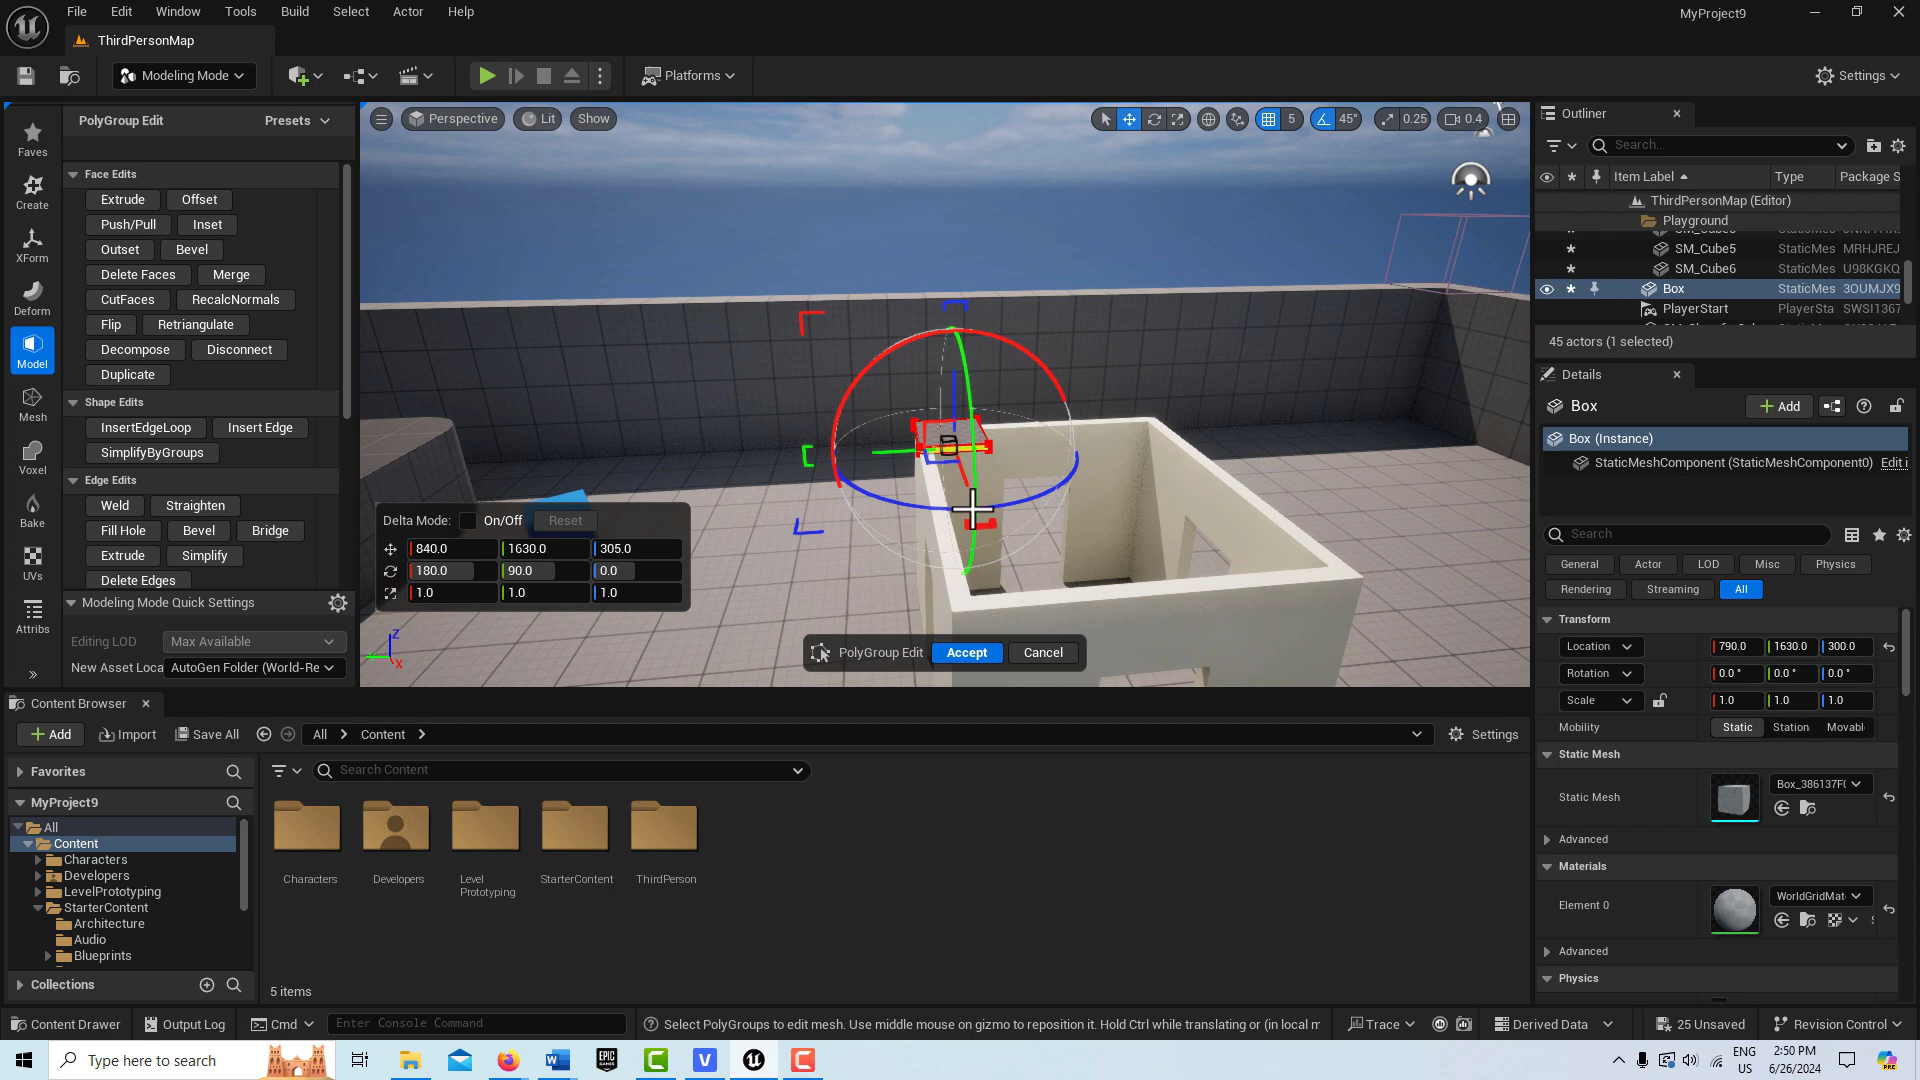 File Edit Window Tools Build Select Actor Help
MyProject9
ThirdPersonMap
Modeling Mode
Platforms
Settings
PolyGroup Edit
Presets
Faves
Create
XForm
Deform
Model
Mesh
Voxel
Bake
UVs
Attribs
Face Edits
Extrude Offset
Push/Pull Inset
Outset Bevel
Delete Faces Merge
CutFaces RecalcNormals
Flip Retriangulate
Decompose Disconnect
Duplicate
Shape Edits
InsertEdgeLoop Insert Edge
SimplifyByGroups
Edge Edits
Weld Straighten
Fill Hole Bevel Bridge
Extrude Simplify
Delete Edges
Modeling Mode Quick Settings
Editing LOD Max Available
New Asset Loca AutoGen Folder (World-Re
Perspective Lit Show
5 45° 0.25 0.4
Delta Mode: On/Off Reset
840.0 1630.0 305.0
180.0 90.0 0.0
1.0 1.0 1.0
Z
X
PolyGroup Edit Accept Cancel
Outliner
Search...
Item Label Type Package S
ThirdPersonMap (Editor)
Playground
SM_Cube5 StaticMes MRHJREJ
SM_Cube6 StaticMes U98KGKQ
Box StaticMes 3OUMJX9
PlayerStart PlayerSta SWSI1367
45 actors (1 selected)
Details
Box
Add
Box (Instance)
StaticMeshComponent (StaticMeshComponent0) Edit i
Search
General Actor LOD Misc Physics
Rendering Streaming All
Transform
Location 790.0 1630.0 300.0
Rotation 0.0 ° 0.0 ° 0.0 °
Scale 1.0 1.0 1.0
Mobility Static Station Movabl
Static Mesh
Static Mesh Box_386137F(
Advanced
Materials
Element 0 WorldGridMat
Advanced
Physics
Content Browser
Add Import Save All All Content Settings
Favorites
MyProject9
All
Content
Characters
Developers
LevelPrototyping
StarterContent
Architecture
Audio
Blueprints
Collections
Search Content
Characters
Developers
Level
Prototyping
StarterContent
ThirdPerson
5 items
Content Drawer Output Log Cmd Enter Console Command
Select PolyGroups to edit mesh. Use middle mouse on gizmo to reposition it. Hold Ctrl while translating or (in local m
Trace Derived Data 25 Unsaved Revision Control
Type here to search
ENG
US
2:50 PM
6/26/2024